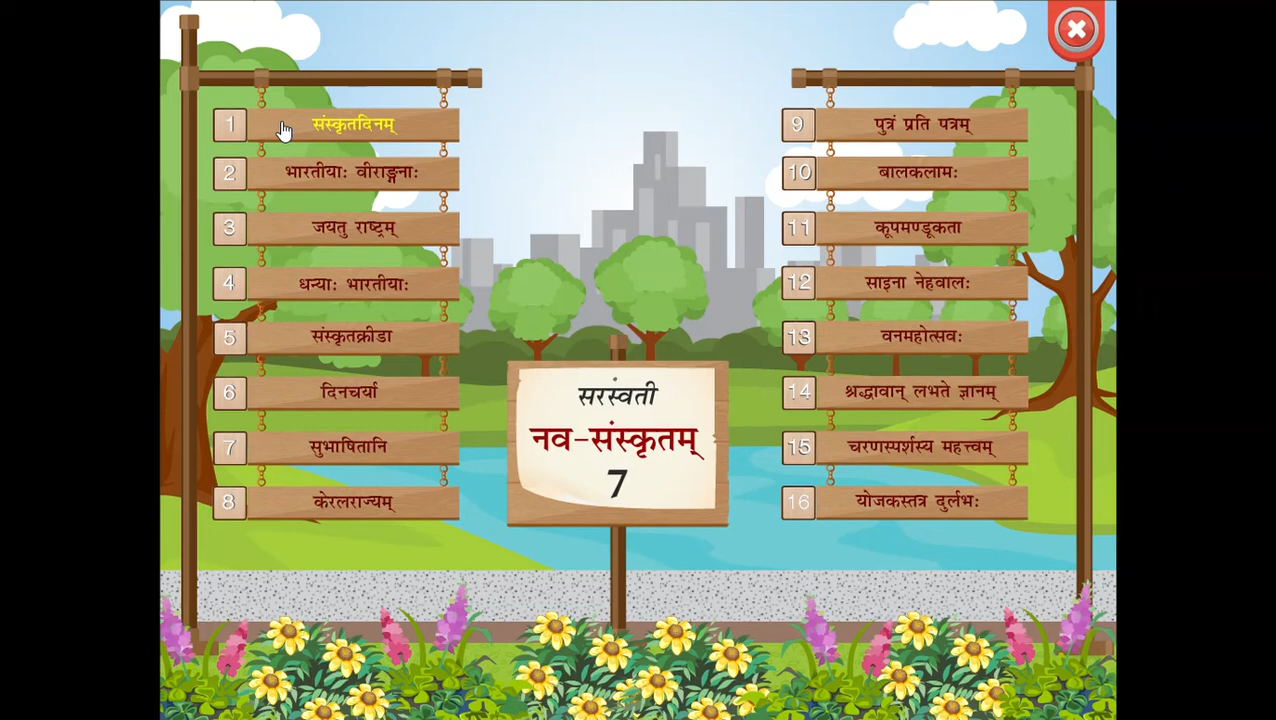 1 संस्कृतदिनम्
2 भारतीयाः वीराङ्गनाः
3 जयतु राष्ट्रम्
4 धन्याः भारतीयाः
5 संस्कृतक्रीडा
6 दिनचर्या
7 सुभाषितानि
8 केरलराज्यम्
सरस्वती
नव-संस्कृतम्
7
9 पुत्रं प्रति पत्रम्
10 बालकलामः
11 कूपमण्डूकता
12 साइना नेहवालः
13 वनमहोत्सवः
14 श्रद्धावान् लभते ज्ञानम्
15 चरणस्पर्शस्य महत्त्वम्
16 योजकस्तत्र दुर्लभः